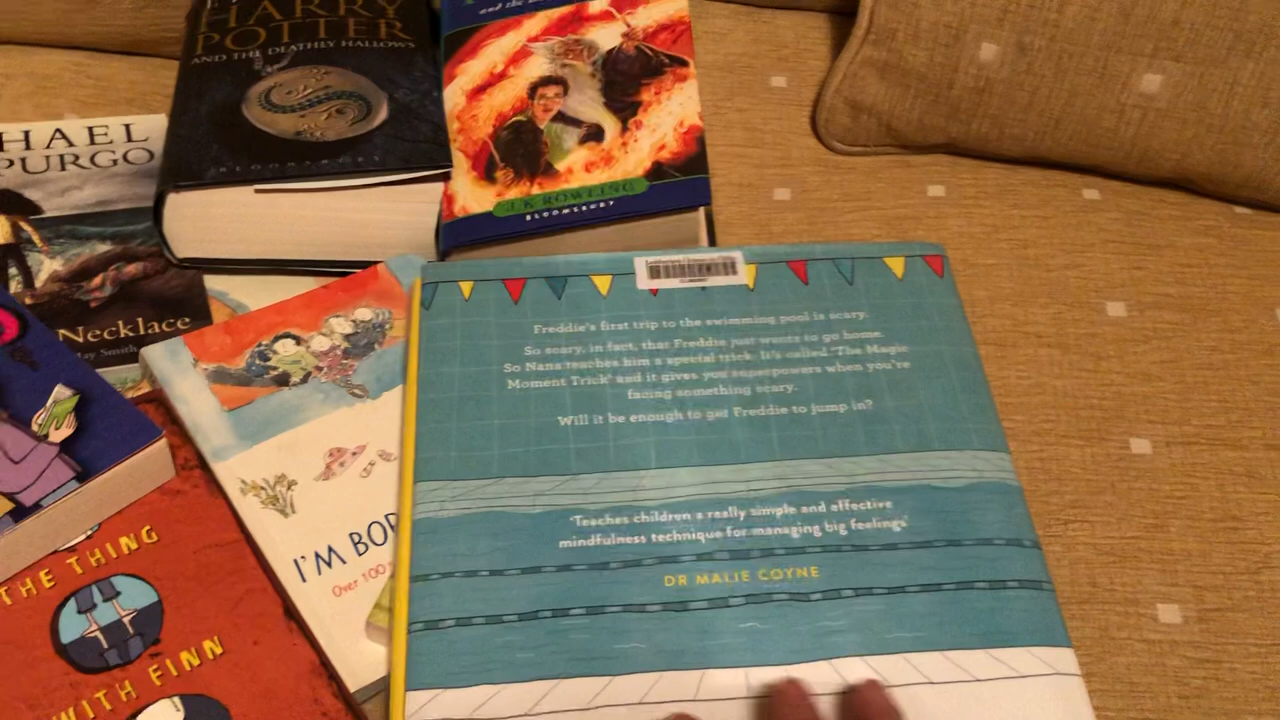 HARRY
POTTER
AND THE DEATHLY HALLOWS
BLOOMSBURY
and the
J.K.ROWLING
BLOOMSBURY
HAEL
PURGO
Necklace
May Smith
I'M BOR
Over 100
THE THING
WITH FINN
Freddie's first trip to the swimming pool is scary.
So scary, in fact, that Freddie just wants to go home.
So Nana teaches him a special trick. It's called 'The Magic
Moment Trick' and it gives you superpowers when you're
facing something scary.
Will it be enough to get Freddie to jump in?
'Teaches children a really simple and effective
mindfulness technique for managing big feelings'
DR MALIE COYNE